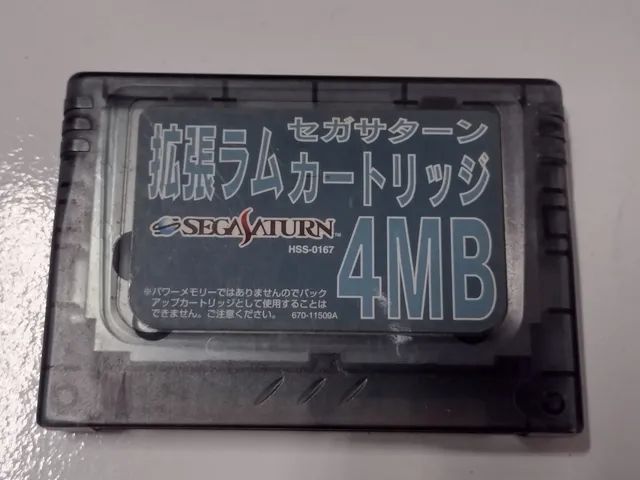 セガサターン
拡張ラムカートリッジ
SEGA SATURN™
HSS-0167
4MB
※パワーメモリーではありませんのでバック
アップカートリッジとして使用することは
できません。ご注意ください。 670-11509A